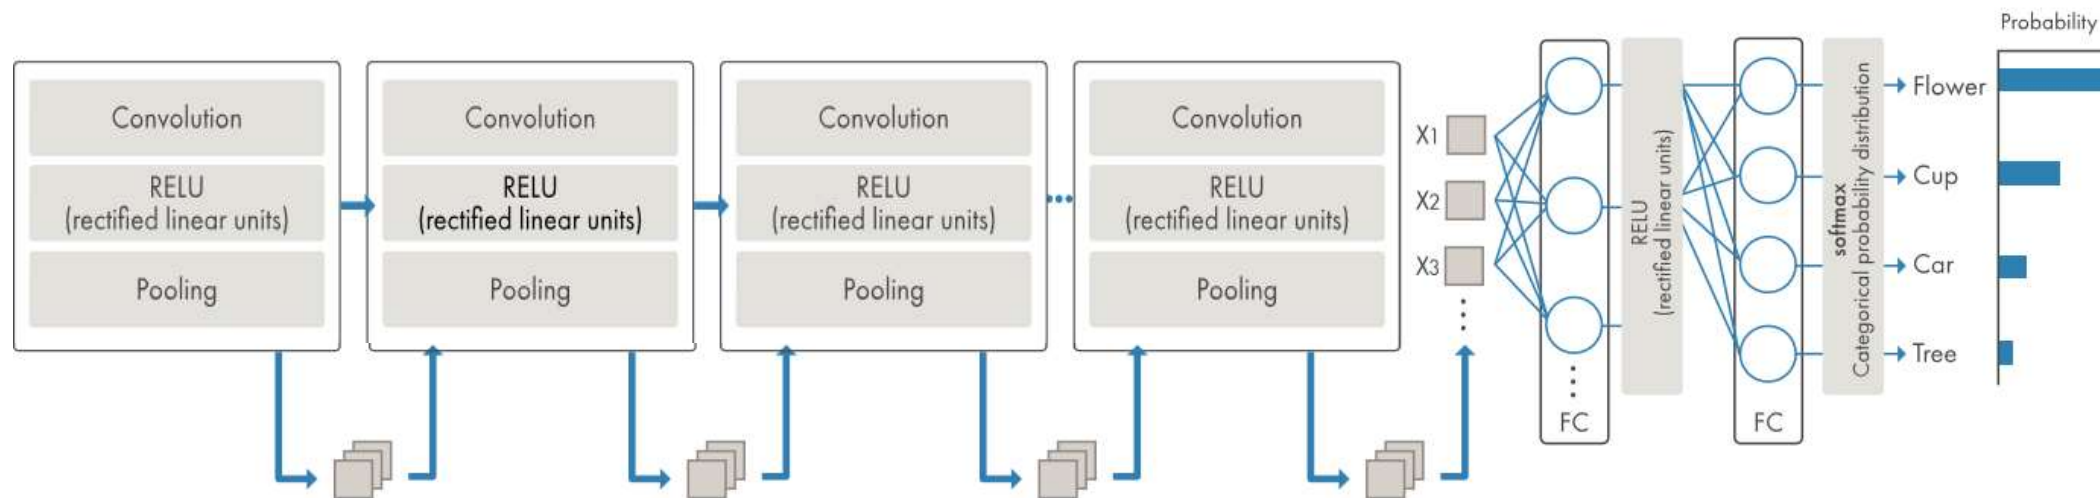 Convolution
RELU
(rectified linear units)
Pooling
Convolution
RELU
(rectified linear units)
Pooling
Convolution
RELU
(rectified linear units)
Pooling
Convolution
RELU
(rectified linear units)
Pooling
X1
X2
X3
FC
RELU
(rectified linear units)
FC
softmax
Categorical probability distribution
Flower
Cup
Car
Tree
Probability